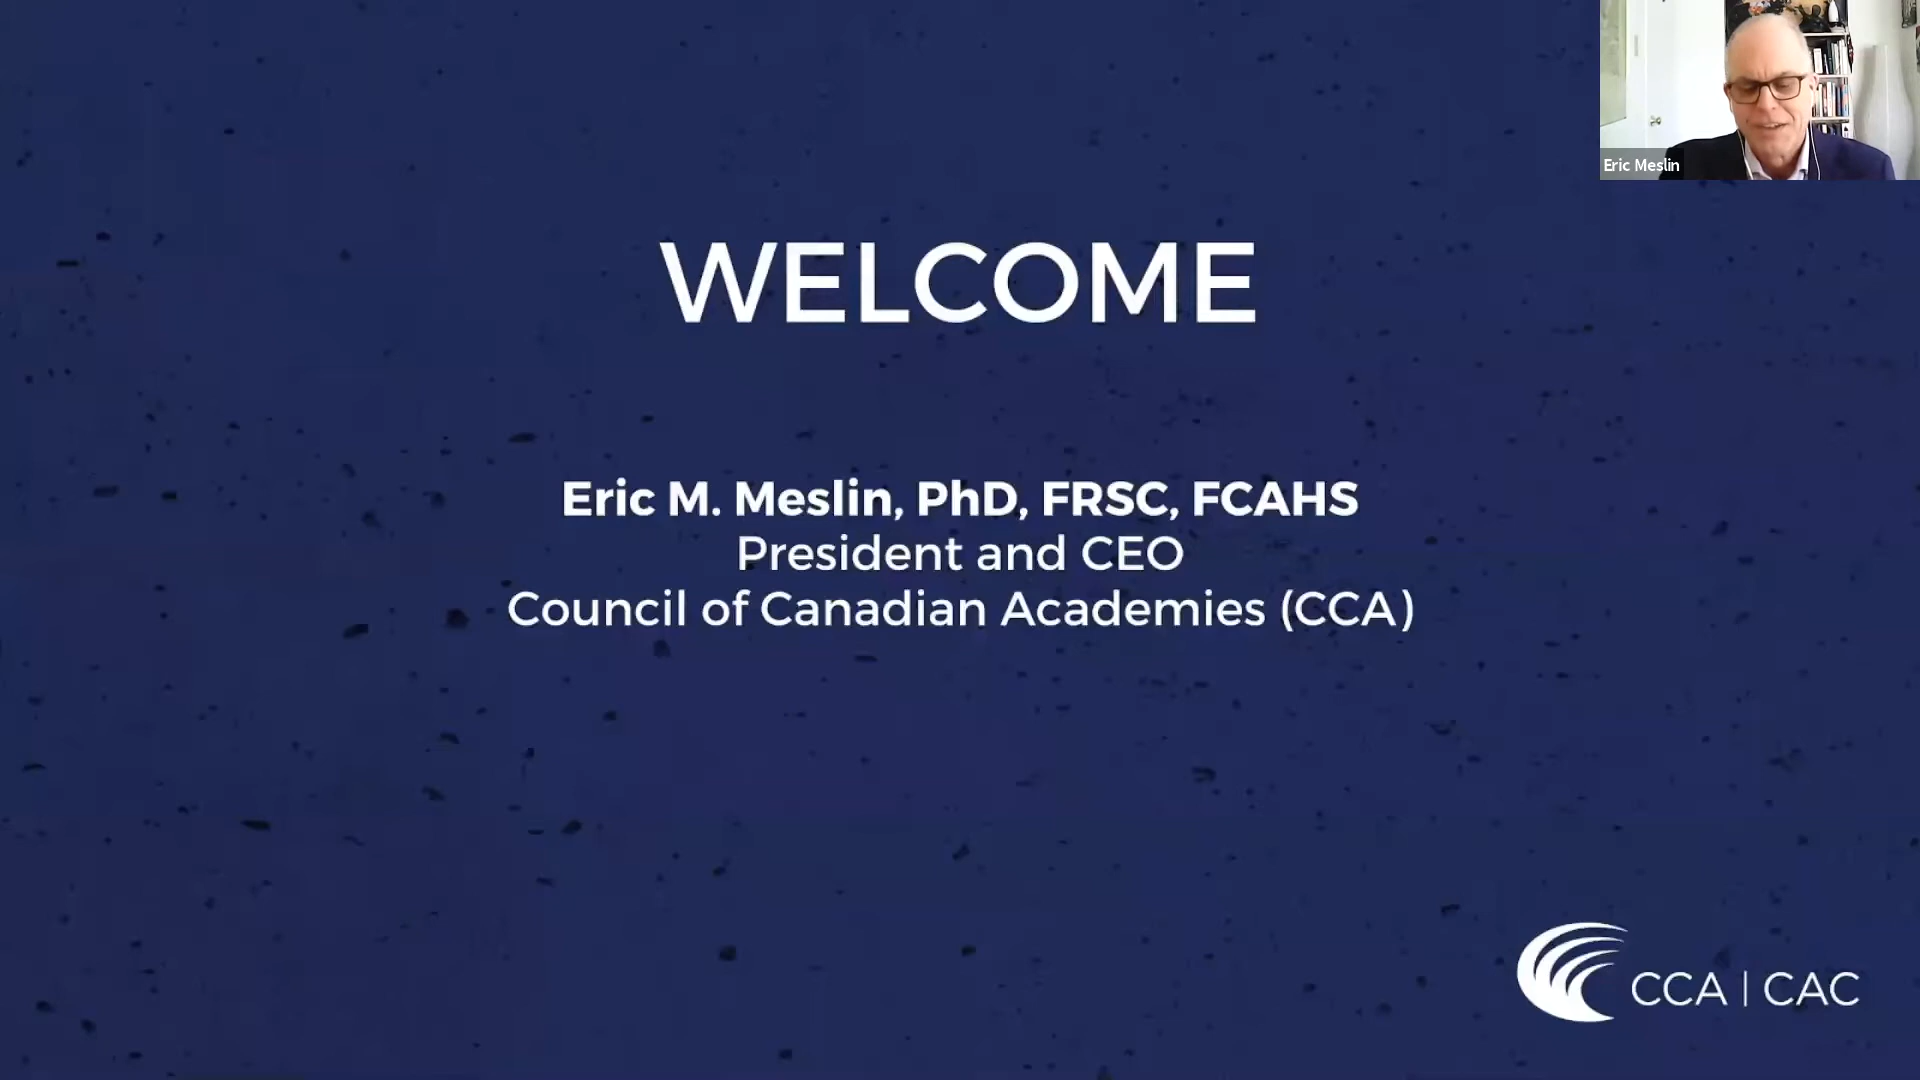 Eric Meslin
WELCOME
Eric M. Meslin, PhD, FRSC, FCAHS
President and CEO
Council of Canadian Academies (CCA)
CCA | CAC